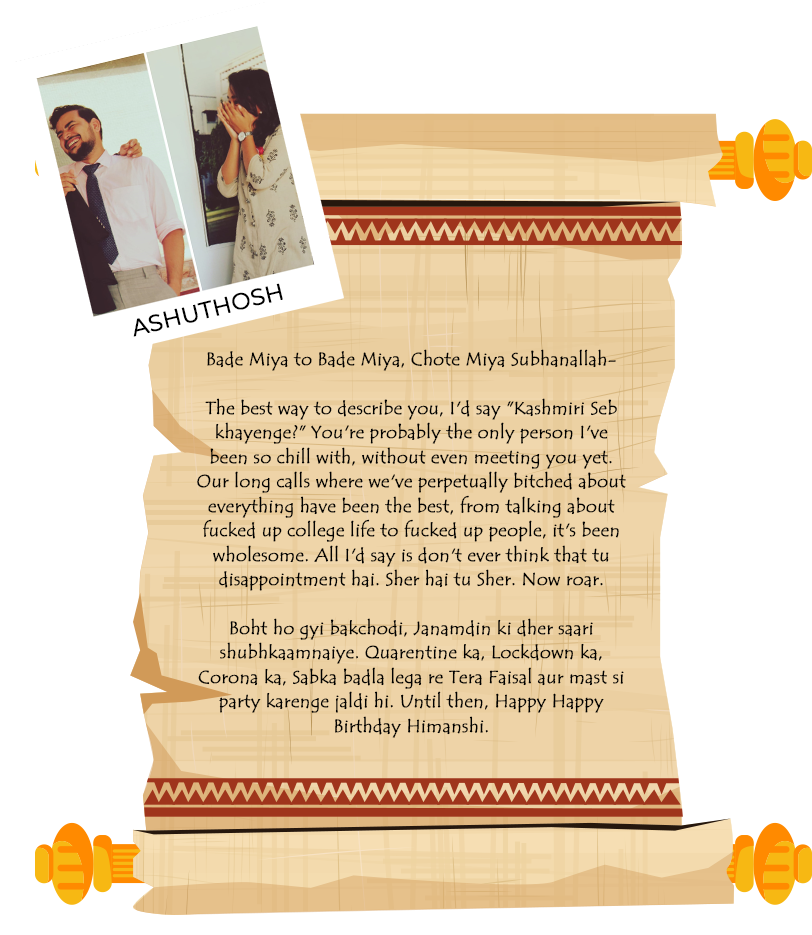 ASHUTHOSH
Bade Miya to Bade Miya, Chote Miya Subhanallah-
The best way to describe you, I'd say "Kashmiri Seb
khayenge?" You're probably the only person I've
been so chill with, without even meeting you yet.
Our long calls where we've perpetually bitched about
everything have been the best, from talking about
fucked up college life to fucked up people, it's been
wholesome. All I'd say is don't ever think that tu
disappointment hai. Sher hai tu Sher. Now roar.
Boht ho gyi bakchodi, Janamdin ki dher saari
shubhkaamnaiye. Quarentine ka, Lockdown ka,
Corona ka, Sabka badla lega re Tera Faisal aur mast si
party karenge jaldi hi. Until then, Happy Happy
Birthday Himanshi.